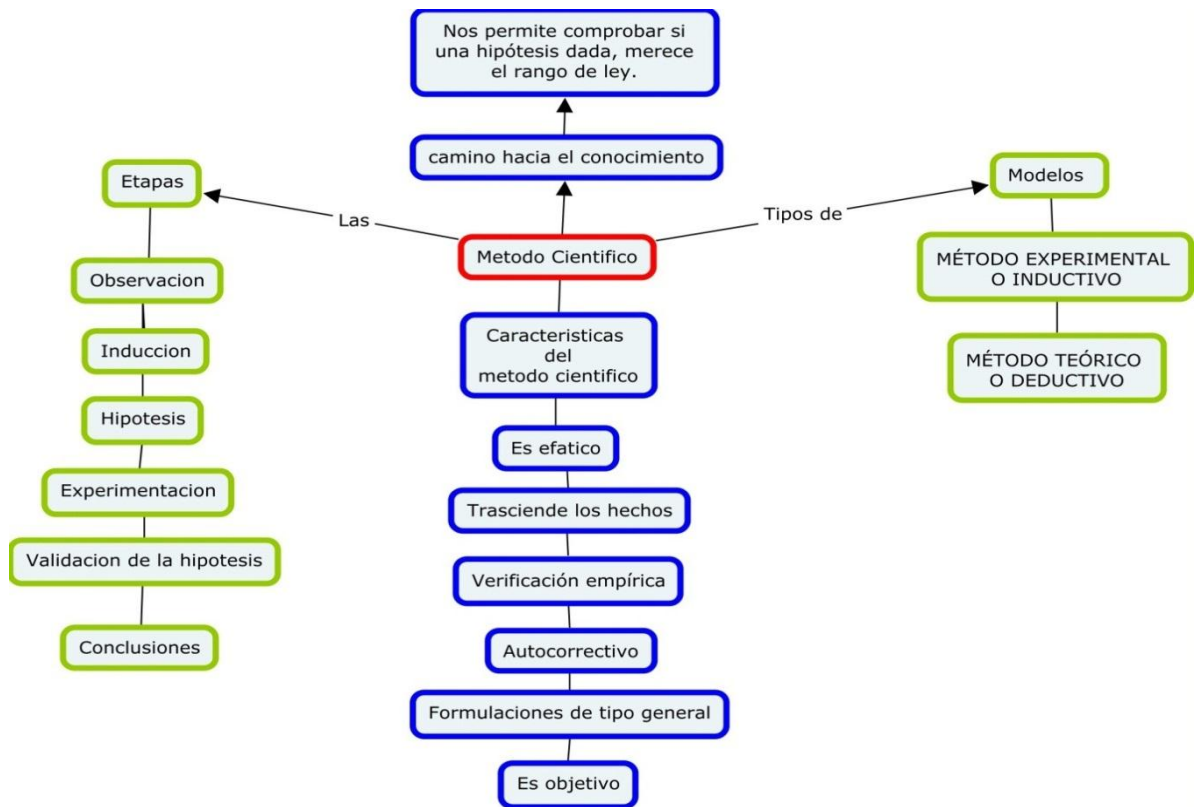 Nos permite comprobar si
una hipótesis dada, merece
el rango de ley.
camino hacia el conocimiento
Etapas
Modelos
Las
Tipos de
Metodo Cientifico
Observacion
Induccion
Hipotesis
Experimentacion
Validacion de la hipotesis
Conclusiones
Caracteristicas
del
metodo cientifico
Es efatico
Trasciende los hechos
Verificación empírica
Autocorrectivo
Formulaciones de tipo general
Es objetivo
MÉTODO EXPERIMENTAL
O INDUCTIVO
MÉTODO TEÓRICO
O DEDUCTIVO